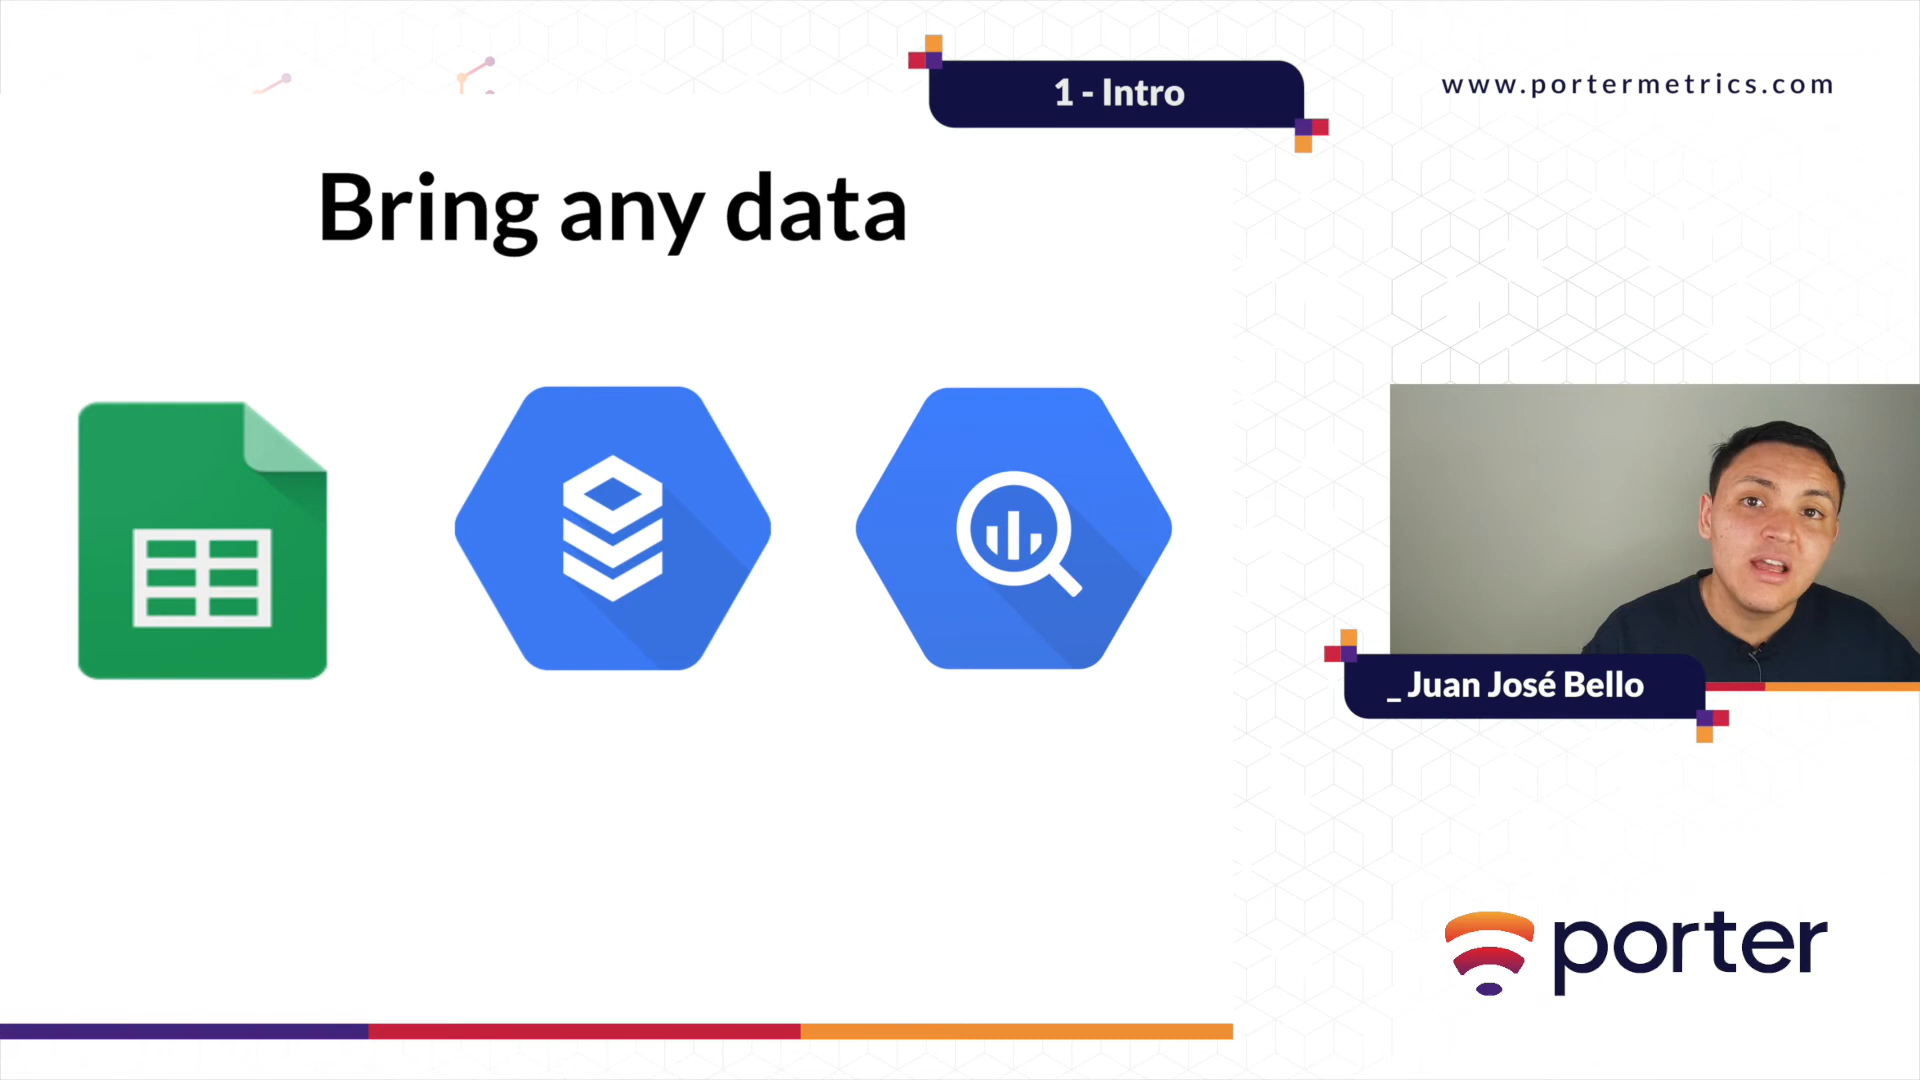 1 - Intro
www.portermetrics.com
Bring any data
_ Juan José Bello
porter